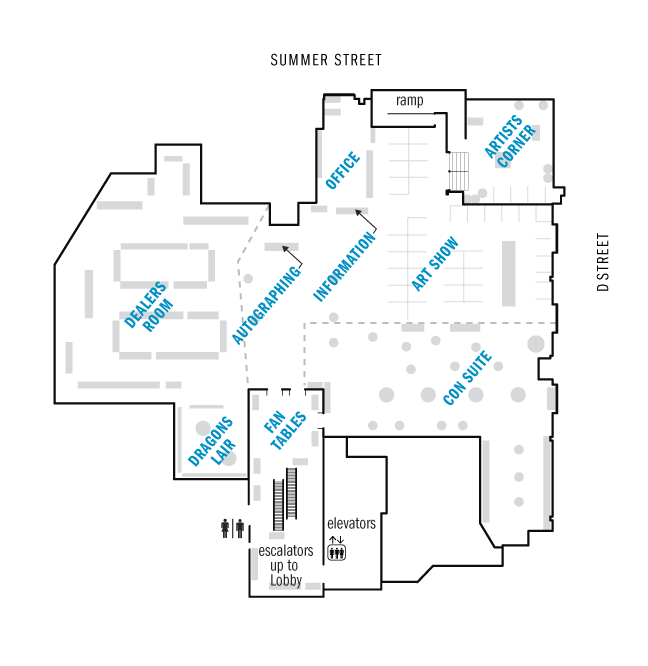 SUMMER STREET
ramp
ARTISTS
CORNER
OFFICE
D STREET
INFORMATION
ART SHOW
AUTOGRAPHING
DEALERS
ROOM
CON SUITE
FAN
TABLES
DRAGONS
LAIR
elevators
escalators
up to
Lobby